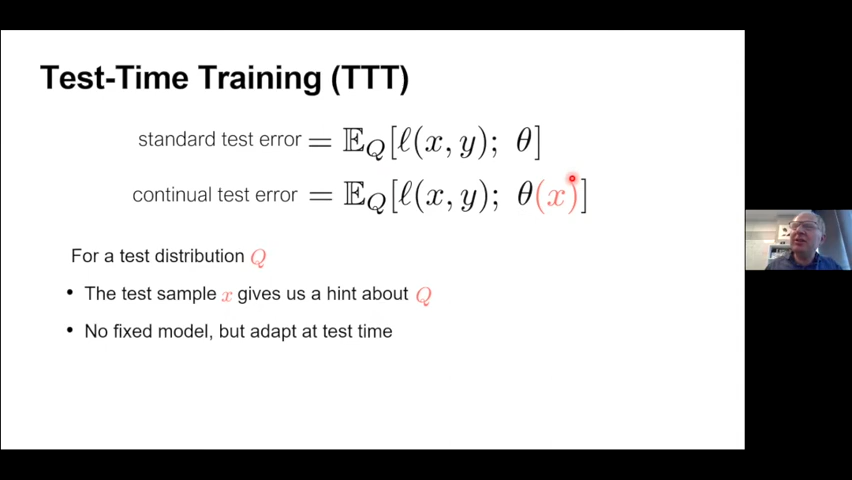 Test-Time Training (TTT)
standard test error = 𝔼_Q[ℓ(x, y); θ]
continual test error = 𝔼_Q[ℓ(x, y); θ(x)]
For a test distribution Q
• The test sample x gives us a hint about Q
• No fixed model, but adapt at test time